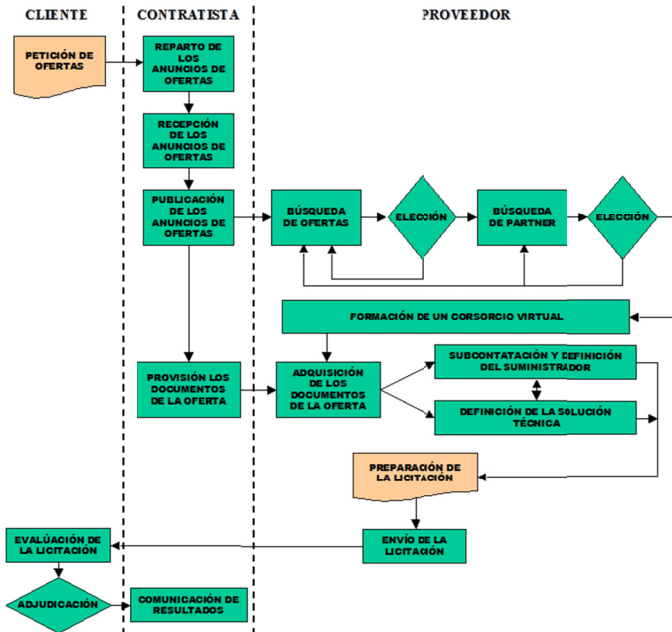 CLIENTE
CONTRATISTA
PROVEEDOR
PETICIÓN DE
OFERTAS
REPARTO DE
LOS
ANUNCIOS DE
OFERTAS
RECEPCIÓN
DE LOS
ANUNCIOS DE
OFERTAS
PUBLICACIÓN
DE LOS
ANUNCIOS DE
OFERTAS
BÚSQUEDA
DE OFERTAS
ELECCIÓN
BÚSQUEDA
DE PARTNER
ELECCIÓN
FORMACIÓN DE UN CORSORCIO VIRTUAL
PROVISIÓN LOS
DOCUMENTOS
DE LA OFERTA
ADQUISICIÓN
DE LOS
DOCUMENTOS
DE LA OFERTA
SUBCONTATACIÓN Y DEFINICIÓN
DEL SUMINISTRADOR
DEFINICIÓN DE LA SOLUCIÓN
TÉCNICA
PREPARACIÓN DE
LA LICITACIÓN
EVALÚACIÓN DE
LA LICITACIÓN
ENVÍO DE LA
LICITACIÓN
ADJUDICACIÓN
COMUNICACIÓN DE
RESULTADOS